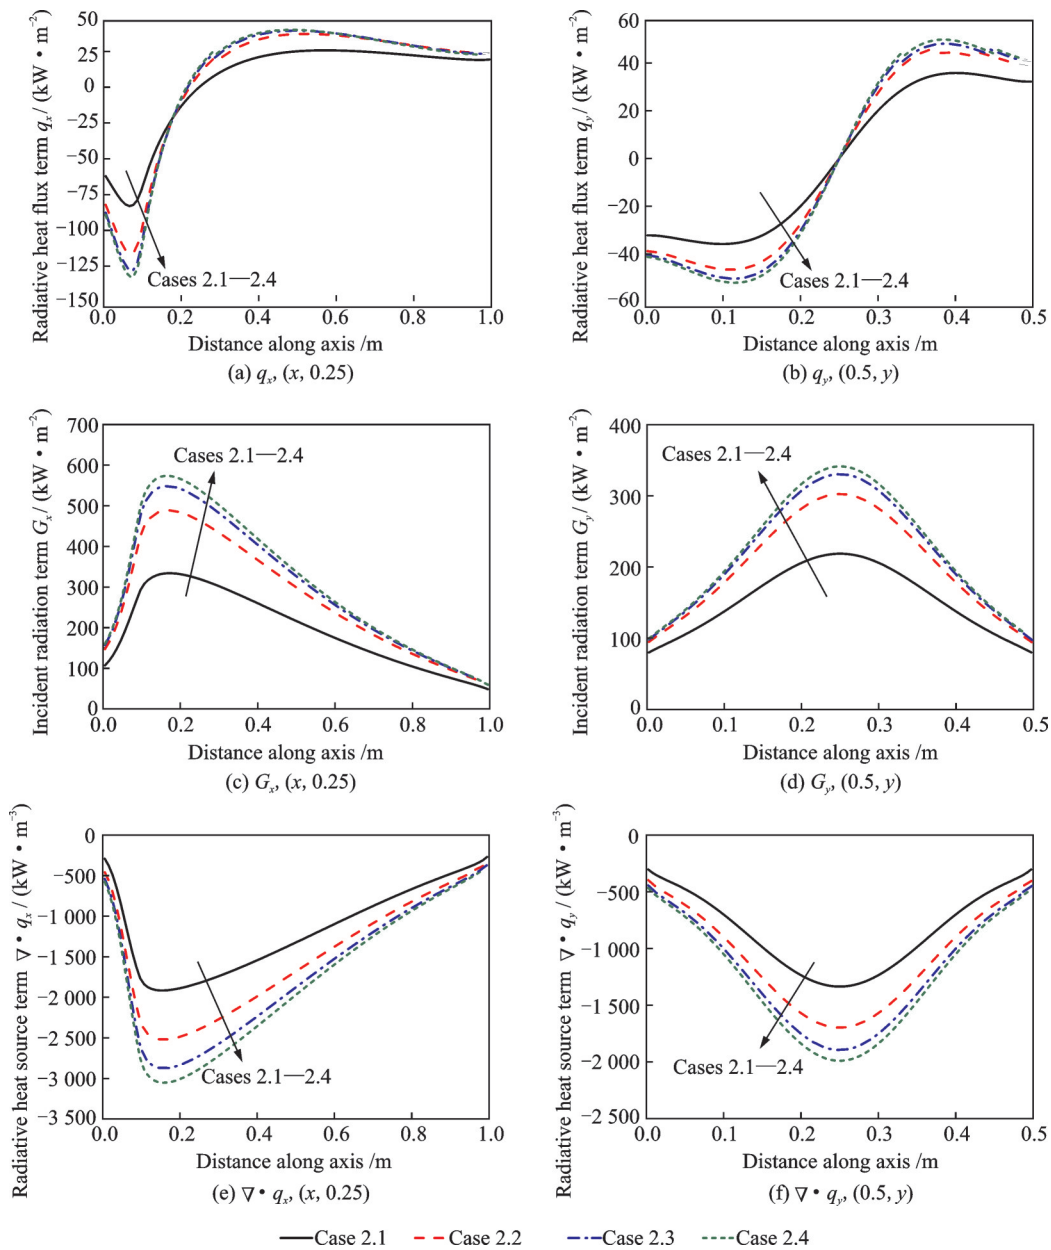 Radiative heat flux term qₓ / (kW • m⁻²)
50
25
0
−25
−50
−75
−100
−125
−150
Cases 2.1—2.4
0.0 0.2 0.4 0.6 0.8 1.0
Distance along axis /m
(a) qₓ, (x, 0.25)
Radiative heat flux term q_y / (kW • m⁻²)
60
40
20
0
−20
−40
−60
Cases 2.1—2.4
0.0 0.1 0.2 0.3 0.4 0.5
Distance along axis /m
(b) q_y, (0.5, y)
Incident radiation term Gₓ / (kW • m⁻²)
700
600
500
400
300
200
100
0
Cases 2.1—2.4
0.0 0.2 0.4 0.6 0.8 1.0
Distance along axis /m
(c) Gₓ, (x, 0.25)
Incident radiation term G_y / (kW • m⁻²)
400
300
200
100
0
Cases 2.1—2.4
0.0 0.1 0.2 0.3 0.4 0.5
Distance along axis /m
(d) G_y, (0.5, y)
Radiative heat source term ∇• qₓ / (kW • m⁻³)
0
−500
−1 000
−1 500
−2 000
−2 500
−3 000
−3 500
Cases 2.1—2.4
0.0 0.2 0.4 0.6 0.8 1.0
Distance along axis /m
(e) ∇• qₓ, (x, 0.25)
Radiative heat source term ∇• q_y / (kW • m⁻³)
0
−500
−1 000
−1 500
−2 000
−2 500
Cases 2.1—2.4
0.0 0.1 0.2 0.3 0.4 0.5
Distance along axis /m
(f) ∇• q_y, (0.5, y)
Case 2.1 Case 2.2 Case 2.3 Case 2.4